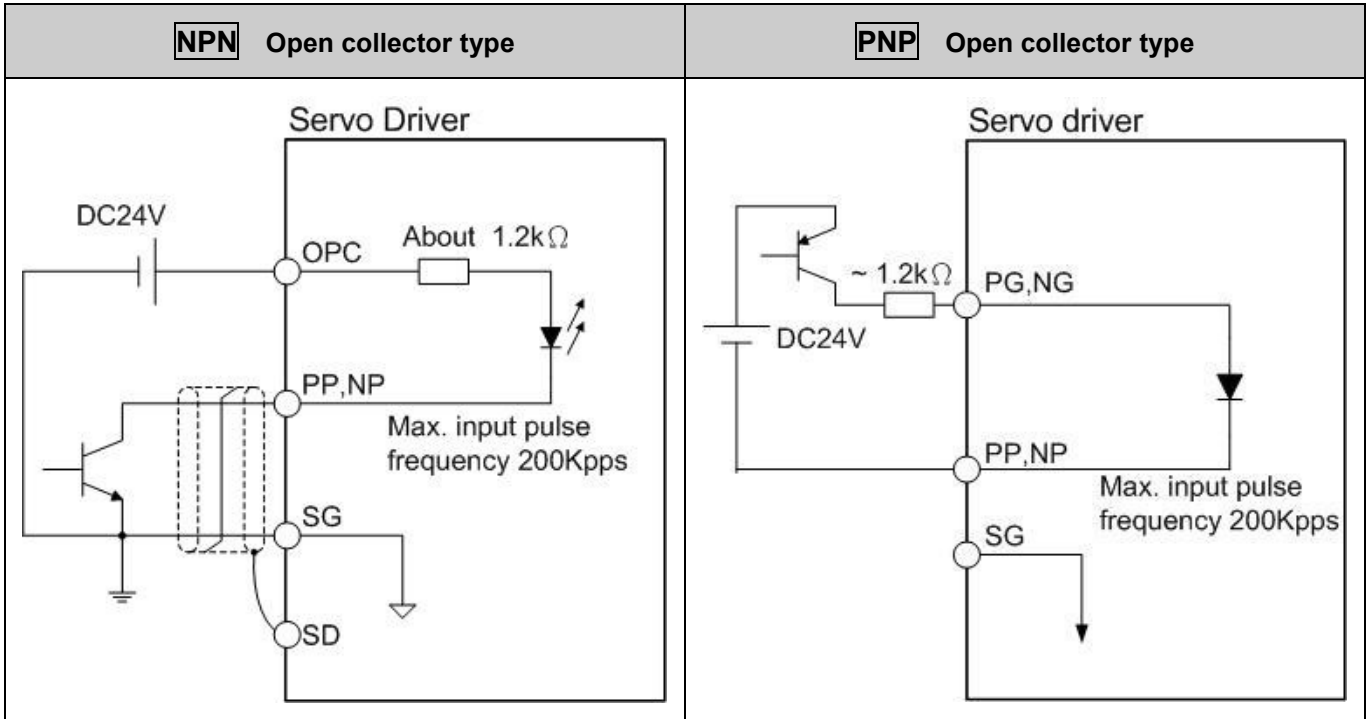 NPN Open collector type
PNP Open collector type
Servo Driver
DC24V
OPC
About 1.2kΩ
PP,NP
Max. input pulse
frequency 200Kpps
SG
SD
Servo driver
~ 1.2kΩ
PG,NG
DC24V
PP,NP
Max. input pulse
frequency 200Kpps
SG